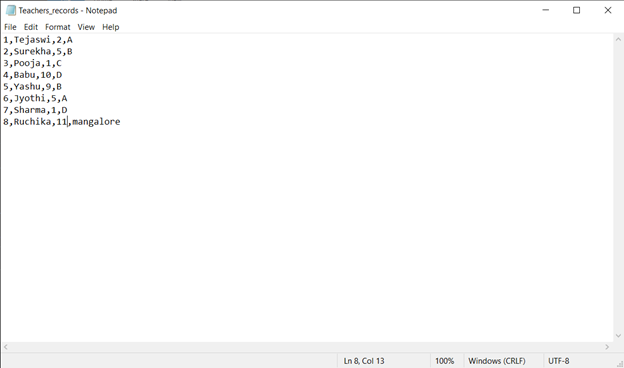 Teachers_records - Notepad
File Edit Format View Help
1,Tejaswi,2,A
2,Surekha,5,B
3,Pooja,1,C
4,Babu,10,D
5,Yashu,9,B
6,Jyothi,5,A
7,Sharma,1,D
8,Ruchika,11,mangalore
Ln 8, Col 13 100% Windows (CRLF) UTF-8